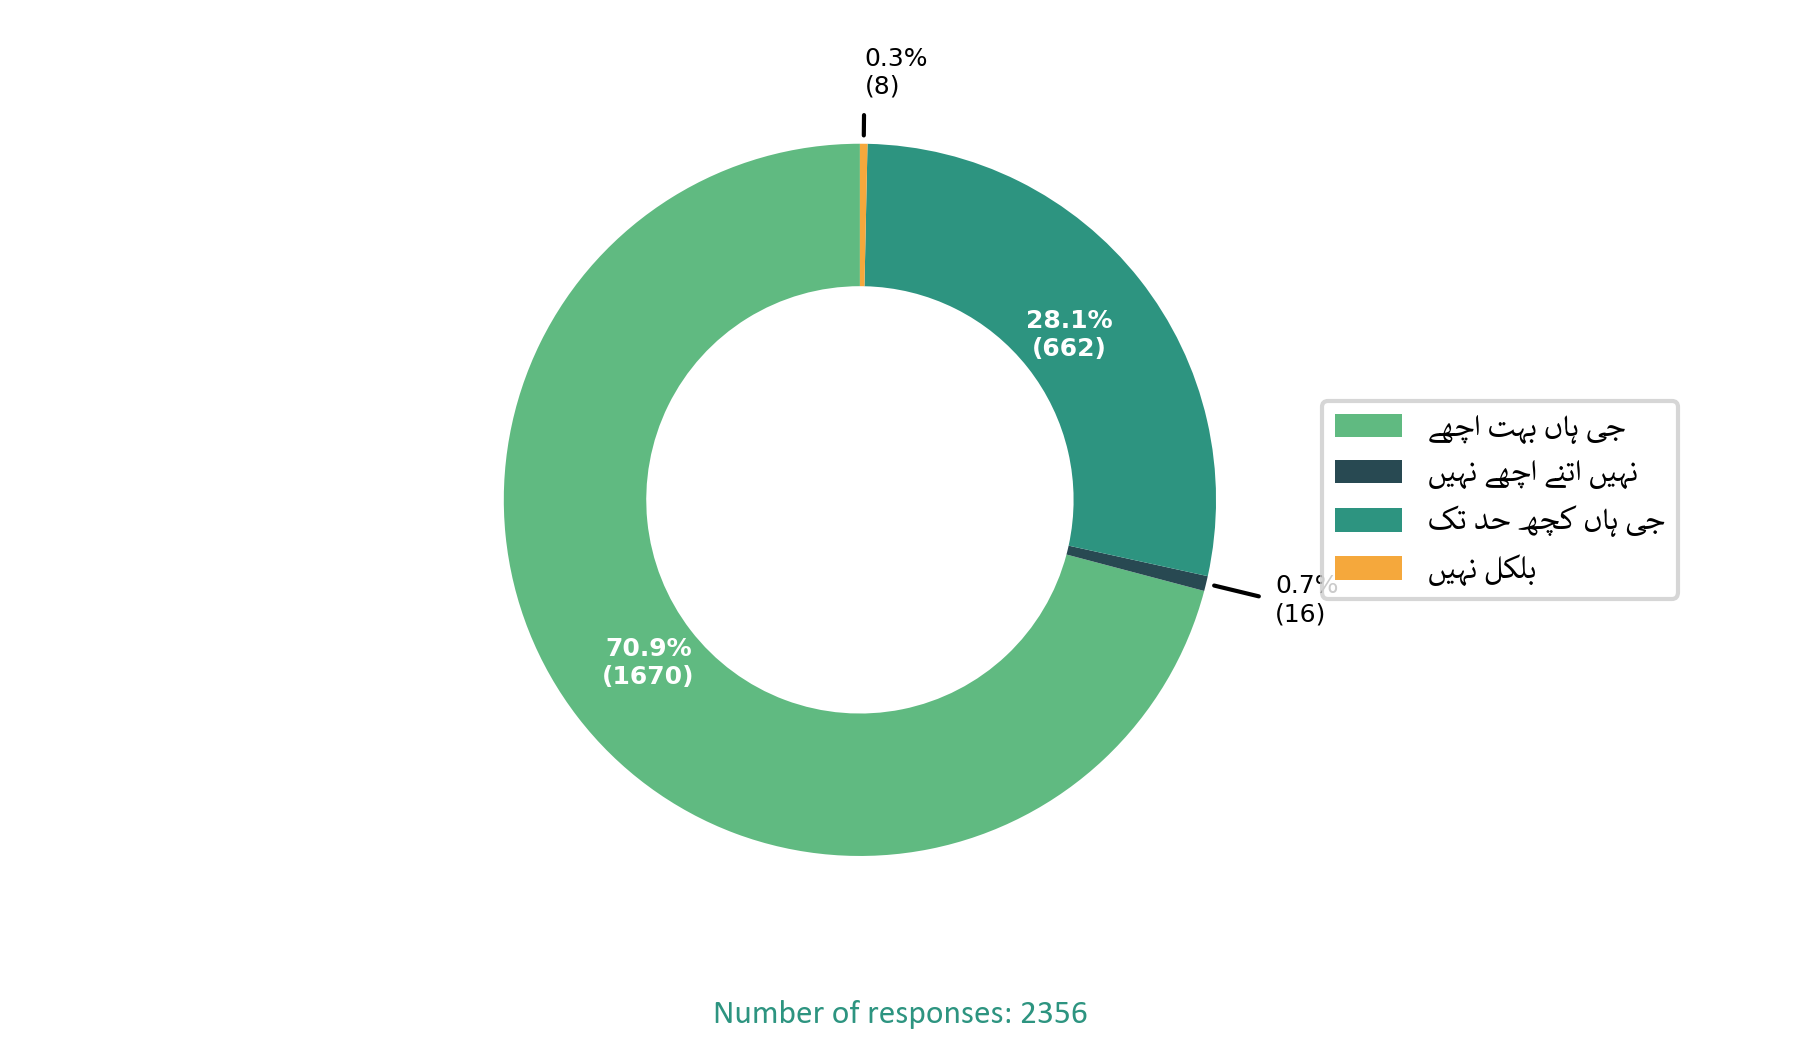 0.3%
(8)
28.1%
(662)
جی ہاں بہت اچھے
نہیں اتنے اچھے نہیں
جی ہاں کچھ حد تک
بلکل نہیں
0.7%
(16)
70.9%
(1670)
Number of responses: 2356